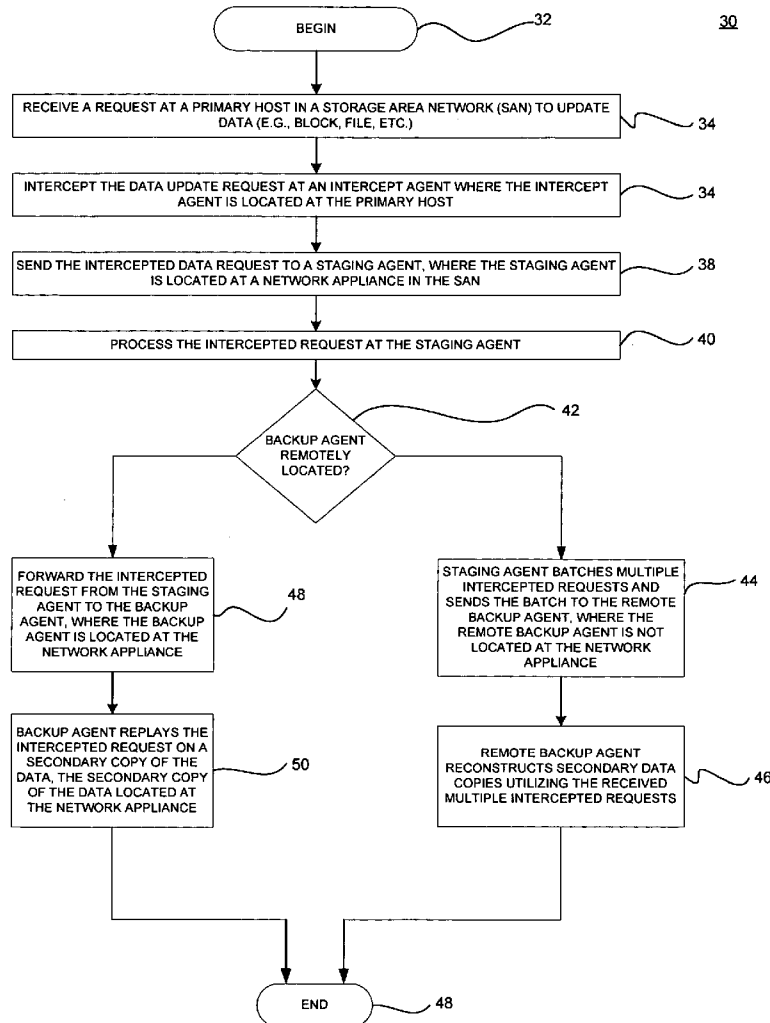 30
BEGIN
32
RECEIVE A REQUEST AT A PRIMARY HOST IN A STORAGE AREA NETWORK (SAN) TO UPDATE
DATA (E.G., BLOCK, FILE, ETC.)
34
INTERCEPT THE DATA UPDATE REQUEST AT AN INTERCEPT AGENT WHERE THE INTERCEPT
AGENT IS LOCATED AT THE PRIMARY HOST
34
SEND THE INTERCEPTED DATA REQUEST TO A STAGING AGENT, WHERE THE STAGING AGENT
IS LOCATED AT A NETWORK APPLIANCE IN THE SAN
38
PROCESS THE INTERCEPTED REQUEST AT THE STAGING AGENT
40
42
BACKUP AGENT
REMOTELY
LOCATED?
FORWARD THE INTERCEPTED
REQUEST FROM THE STAGING
AGENT TO THE BACKUP
AGENT, WHERE THE BACKUP
AGENT IS LOCATED AT THE
NETWORK APPLIANCE
48
STAGING AGENT BATCHES MULTIPLE
INTERCEPTED REQUESTS AND
SENDS THE BATCH TO THE REMOTE
BACKUP AGENT, WHERE THE
REMOTE BACKUP AGENT IS NOT
LOCATED AT THE NETWORK
APPLIANCE
44
BACKUP AGENT REPLAYS THE
INTERCEPTED REQUEST ON A
SECONDARY COPY OF THE
DATA, THE SECONDARY COPY
OF THE DATA LOCATED AT
THE NETWORK APPLIANCE
50
REMOTE BACKUP AGENT
RECONSTRUCTS SECONDARY DATA
COPIES UTILIZING THE RECEIVED
MULTIPLE INTERCEPTED REQUESTS
46
END
48